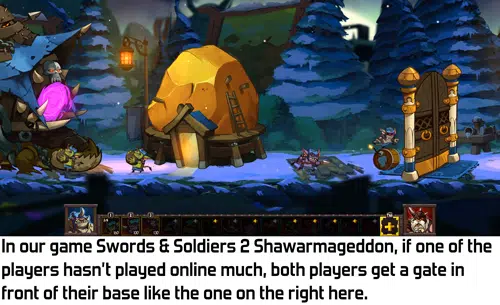 In our game Swords & Soldiers 2 Shawarmageddon, if one of the
players hasn't played online much, both players get a gate in
front of their base like the one on the right here.